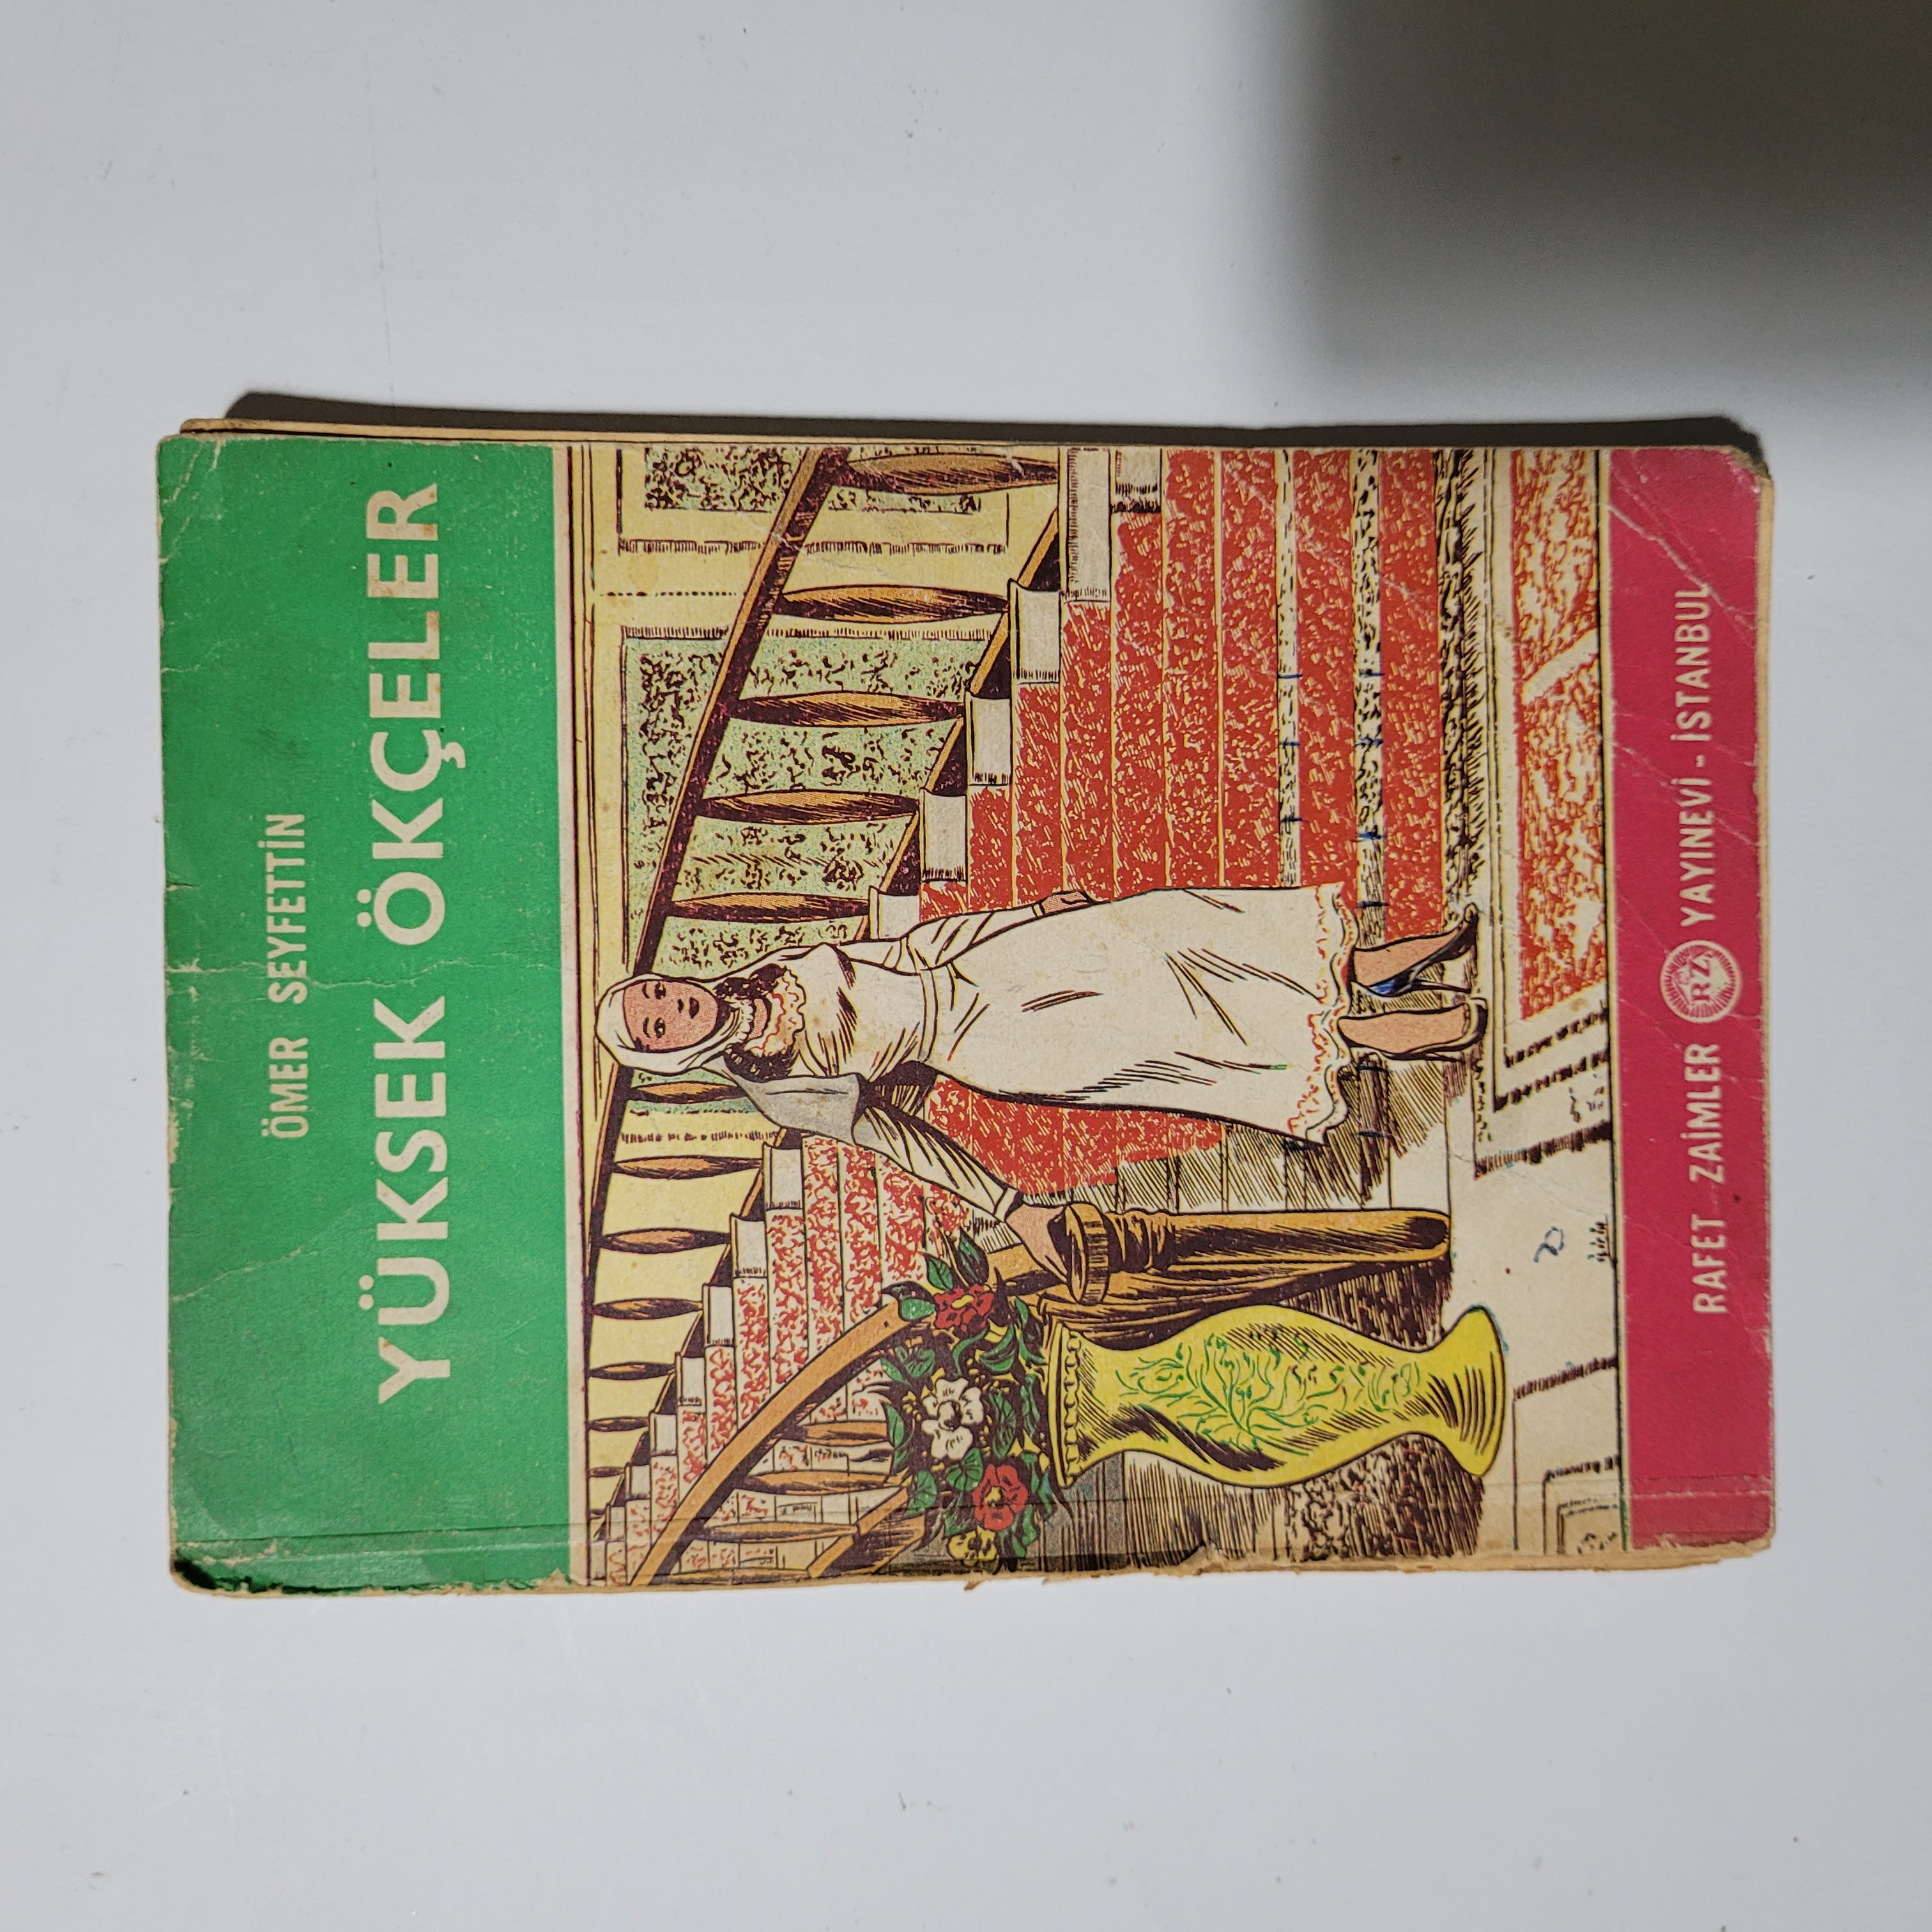 ÖMER SEYFETTİN
YÜKSEK ÖKÇELER
RAFET ZAİMLER RZ YAYINEVİ - İSTANBUL